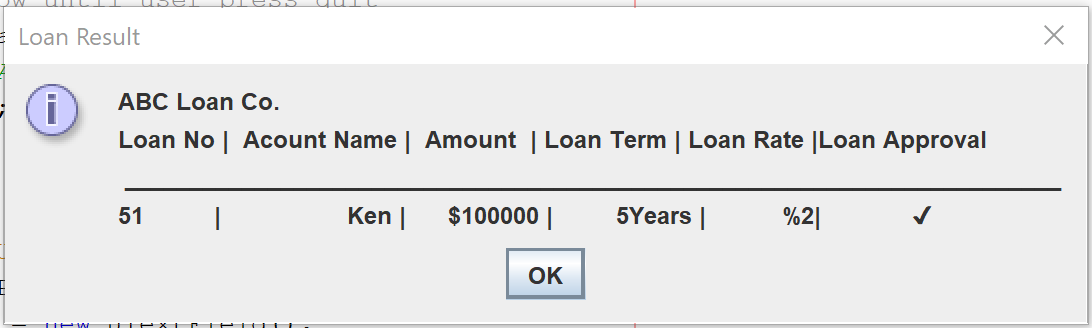 ow until user press quit
Loan Result
ABC Loan Co.
Loan No | Acount Name | Amount | Loan Term | Loan Rate |Loan Approval
51 | Ken | $100000 | 5Years | %2| ✓
OK
= new